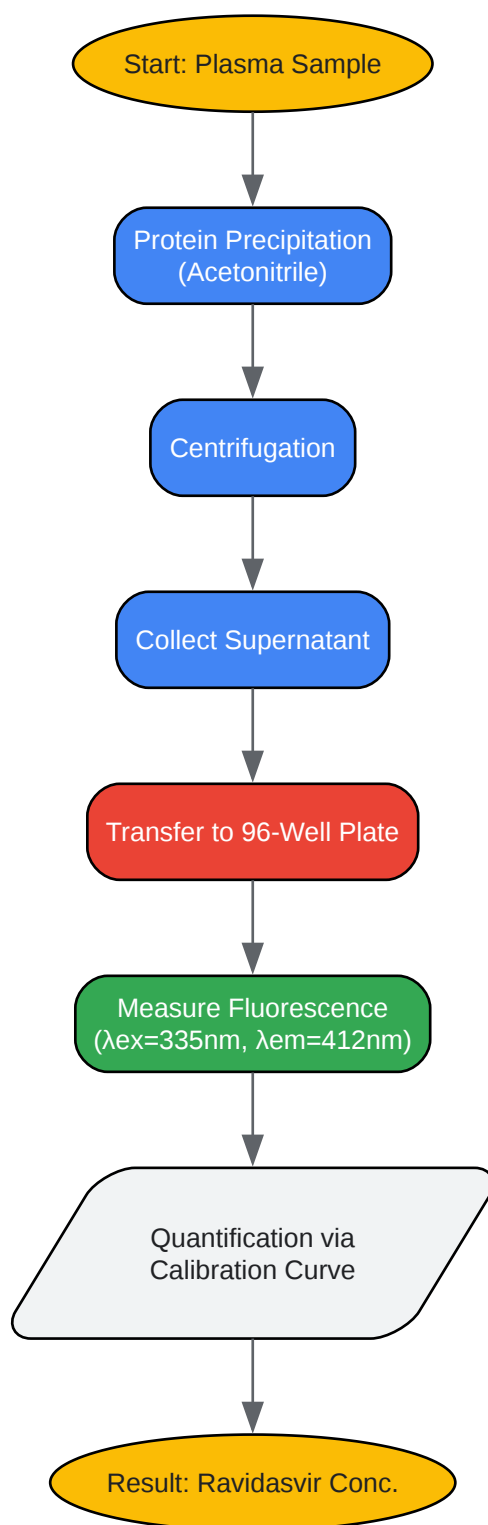 Start: Plasma Sample
Protein Precipitation
(Acetonitrile)
Centrifugation
Collect Supernatant
Transfer to 96-Well Plate
Measure Fluorescence
(λex=335nm, λem=412nm)
Quantification via
Calibration Curve
Result: Ravidasvir Conc.